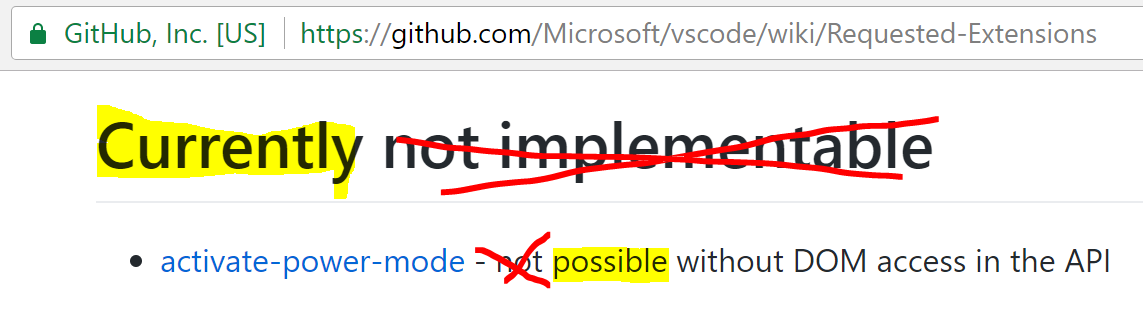 GitHub, Inc. [US] https://github.com/Microsoft/vscode/wiki/Requested-Extensions
Currently not implementable
• activate-power-mode - not possible without DOM access in the API